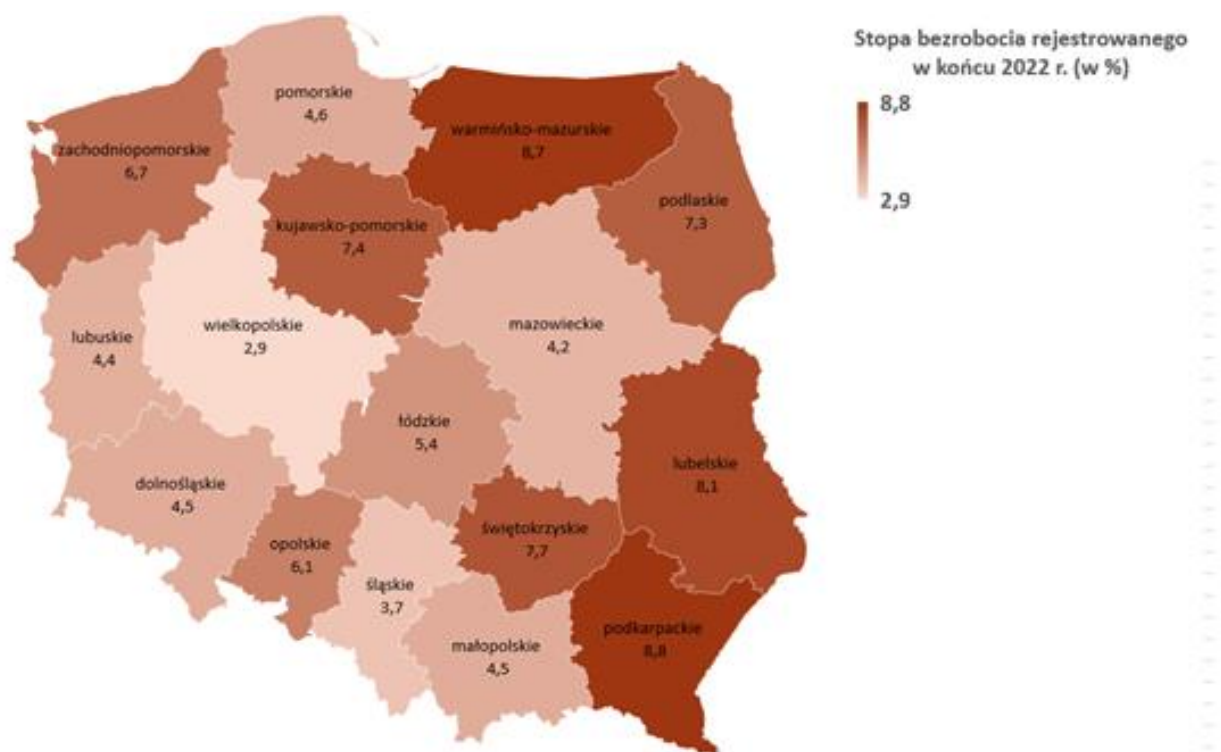 Stopa bezrobocia rejestrowanego
w końcu 2022 r. (w %)
8,8
2,9
pomorskie
4,6
warmińsko-mazurskie
8,7
zachodniopomorskie
6,7
podlaskie
7,3
kujawsko-pomorskie
7,4
wielkopolskie
2,9
mazowieckie
4,2
lubuskie
4,4
łódzkie
5,4
lubelskie
8,1
dolnośląskie
4,5
świętokrzyskie
7,7
opolskie
6,1
śląskie
3,7
podkarpackie
8,8
małopolskie
4,5